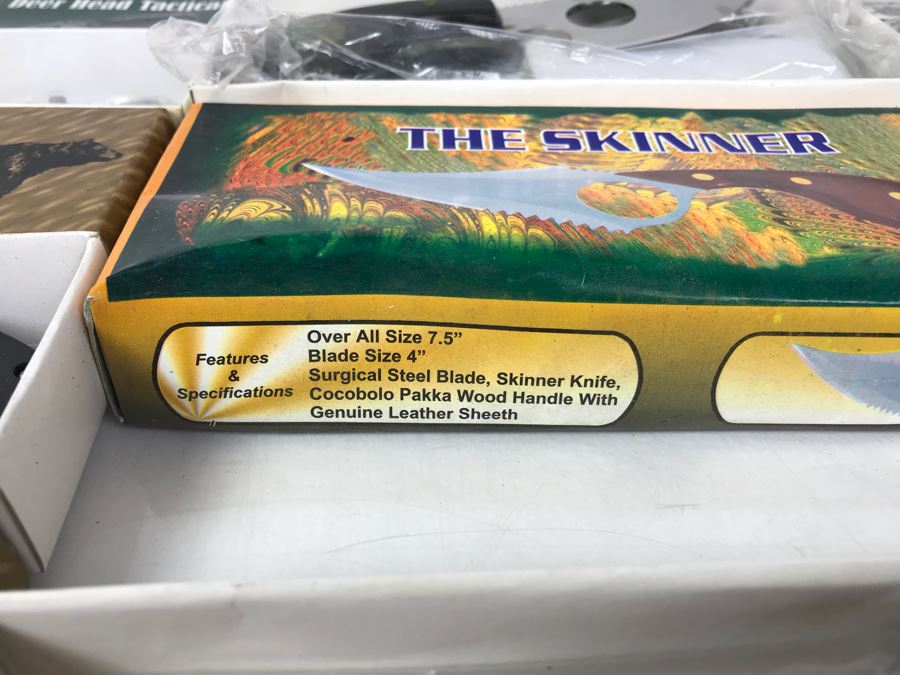 Deer Head Tactical
THE SKINNER
Features
&
Specifications
Over All Size 7.5”
Blade Size 4”
Surgical Steel Blade, Skinner Knife,
Cocobolo Pakka Wood Handle With
Genuine Leather Sheeth